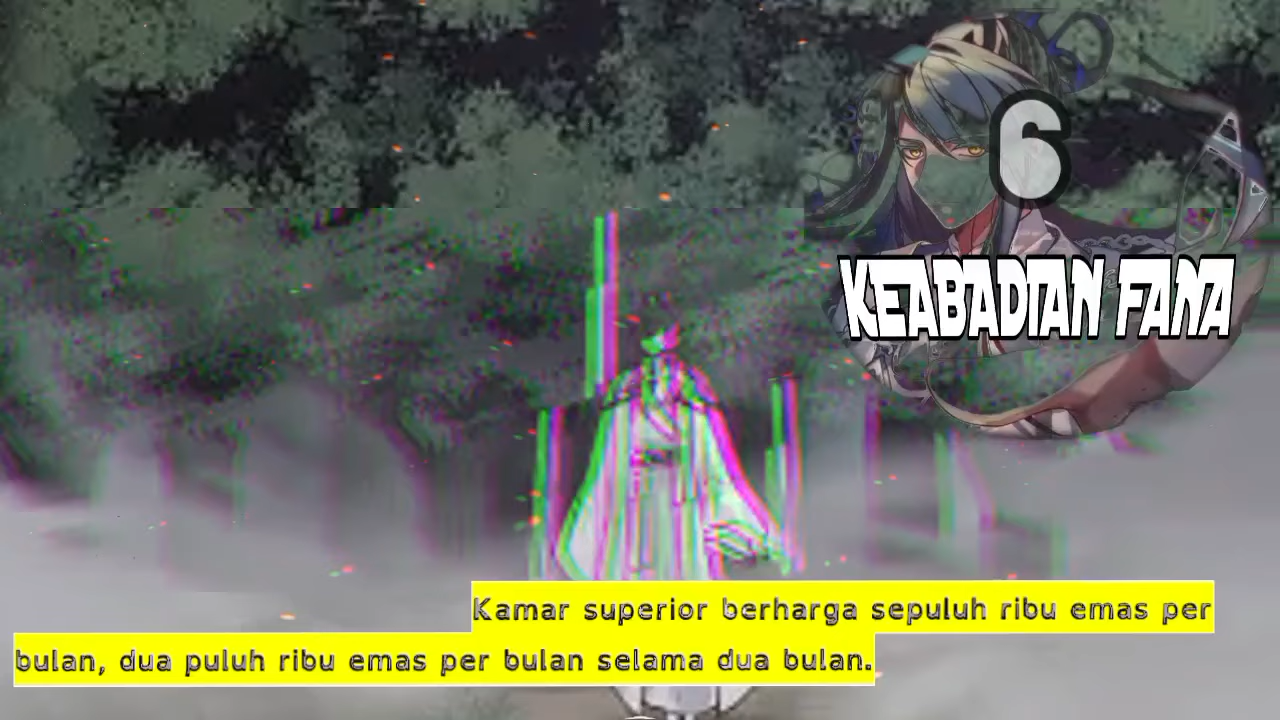 6
KEABADIAN FANA
Kamar superior berharga sepuluh ribu emas per
bulan, dua puluh ribu emas per bulan selama dua bulan.